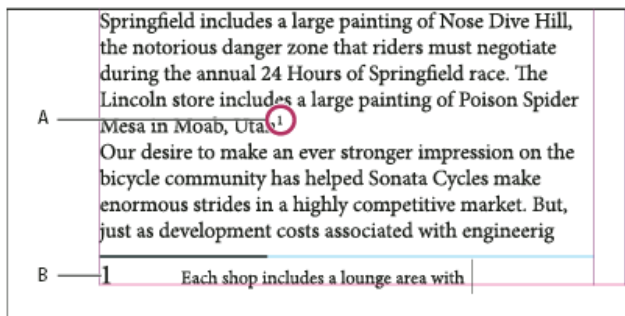 Springfield includes a large painting of Nose Dive Hill,
the notorious danger zone that riders must negotiate
during the annual 24 Hours of Springfield race. The
Lincoln store includes a large painting of Poison Spider
A
Mesa in Moab, Utah¹
Our desire to make an ever stronger impression on the
bicycle community has helped Sonata Cycles make
enormous strides in a highly competitive market. But,
just as development costs associated with engineerig
B
1 Each shop includes a lounge area with